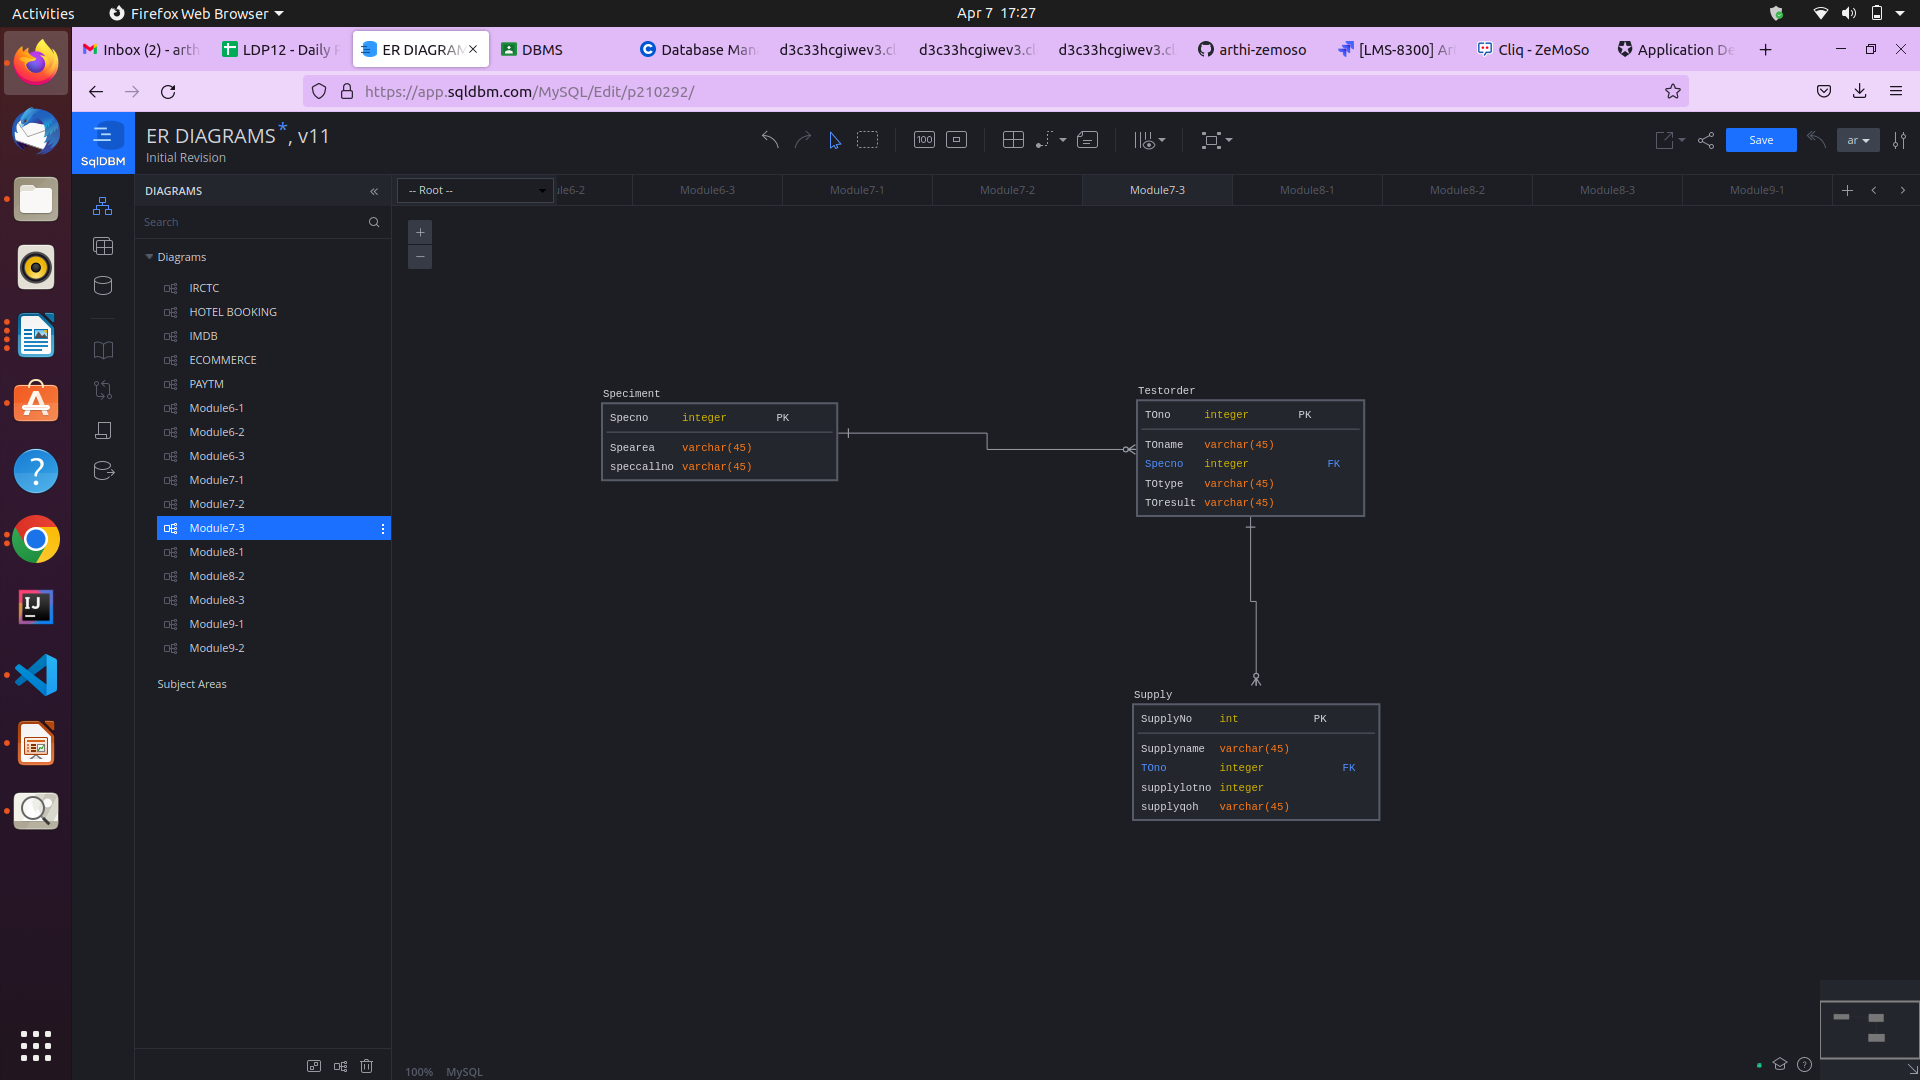 Activities
Firefox Web Browser
Apr 7 17:27
Inbox (2) - arth
LDP12 - Daily
ER DIAGRAM
DBMS
Database Man
d3c33hcgiwev3.cl
d3c33hcgiwev3.cl
d3c33hcgiwev3.cl
arthi-zemoso
[LMS-8300] Ar
Cliq - ZeMoSo
Application De
https://app.sqldbm.com/MySQL/Edit/p210292/
SqlDBM
ER DIAGRAMS*, v11
Initial Revision
100
Save
ar
DIAGRAMS
«
-- Root --
ule6-2
Module6-3
Module7-1
Module7-2
Module7-3
Module8-1
Module8-2
Module8-3
Module9-1
Search
Diagrams
IRCTC
HOTEL BOOKING
IMDB
ECOMMERCE
PAYTM
Module6-1
Module6-2
Module6-3
Module7-1
Module7-2
Module7-3
Module8-1
Module8-2
Module8-3
Module9-1
Module9-2
Subject Areas
Speciment
Specno integer PK
Spearea varchar(45)
speccallno varchar(45)
Testorder
TOno integer PK
TOname varchar(45)
Specno integer FK
TOtype varchar(45)
TOresult varchar(45)
Supply
SupplyNo int PK
Supplyname varchar(45)
TOno integer FK
supplylotno integer
supplyqoh varchar(45)
100% MySQL
IJ